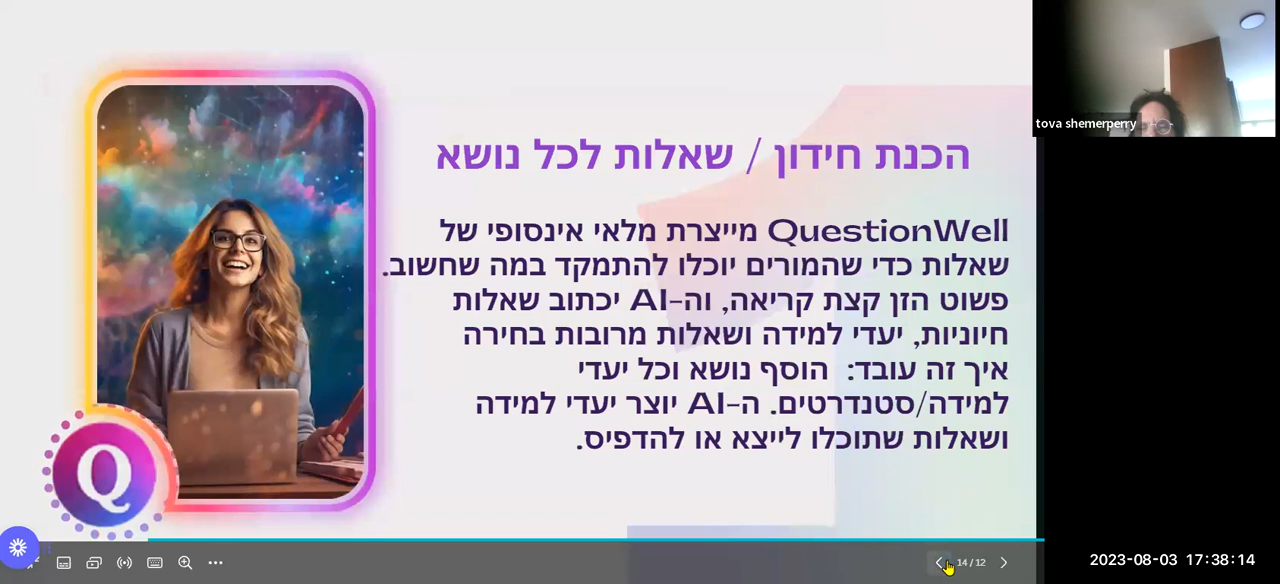 tova shemerperry
הכנת חידון / שאלות לכל נושא
QuestionWell מייצרת מלאי אינסופי של
שאלות כדי שהמורים יוכלו להתמקד במה שחשוב.
פשוט הזן קצת קריאה, וה-AI יכתוב שאלות
חיוניות, יעדי למידה ושאלות מרובות בחירה
איך זה עובד:  הוסף נושא וכל יעדי
למידה/סטנדרטים. ה-AI יוצר יעדי למידה
ושאלות שתוכלו לייצא או להדפיס.
Q
14 / 12
2023-08-03 17:38:14